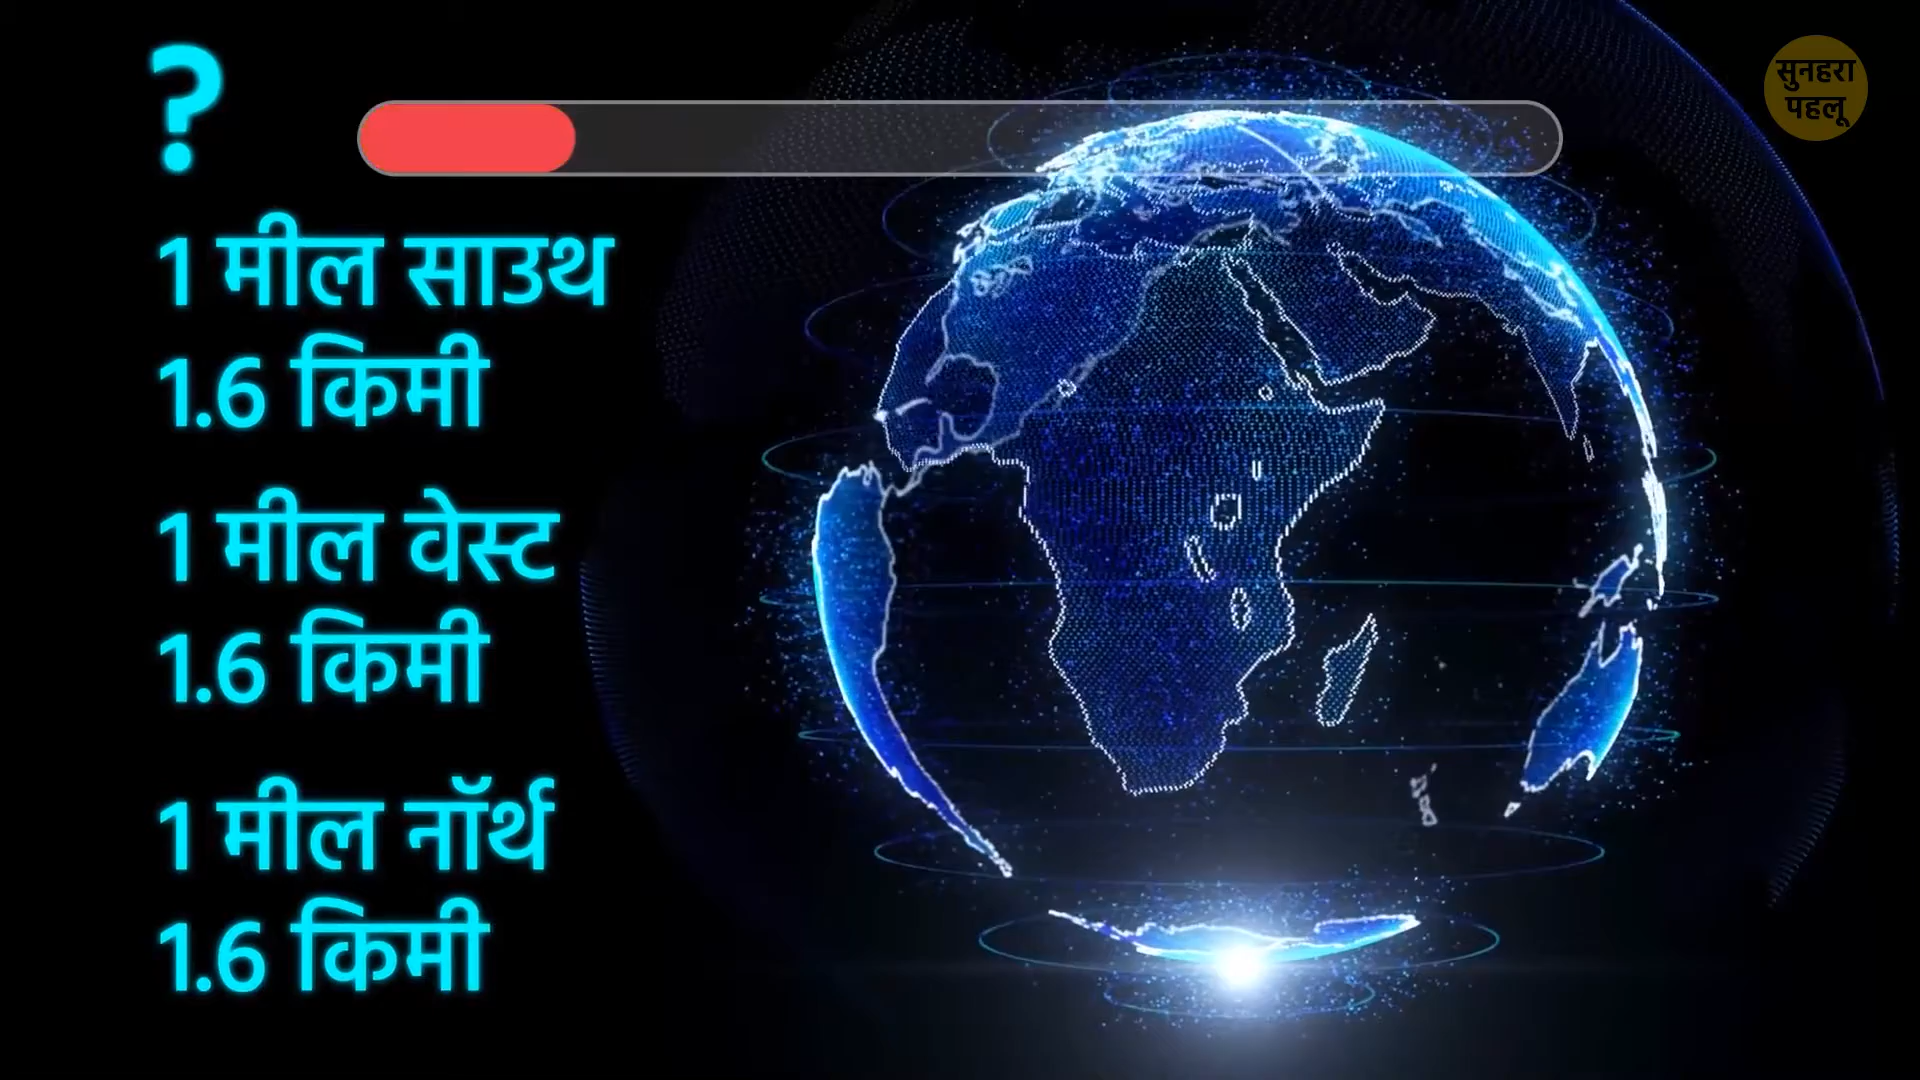 ?
सुनहरा
पहलू
1 मील साउथ
1.6 किमी
1 मील वेस्ट
1.6 किमी
1 मील नॉर्थ
1.6 किमी